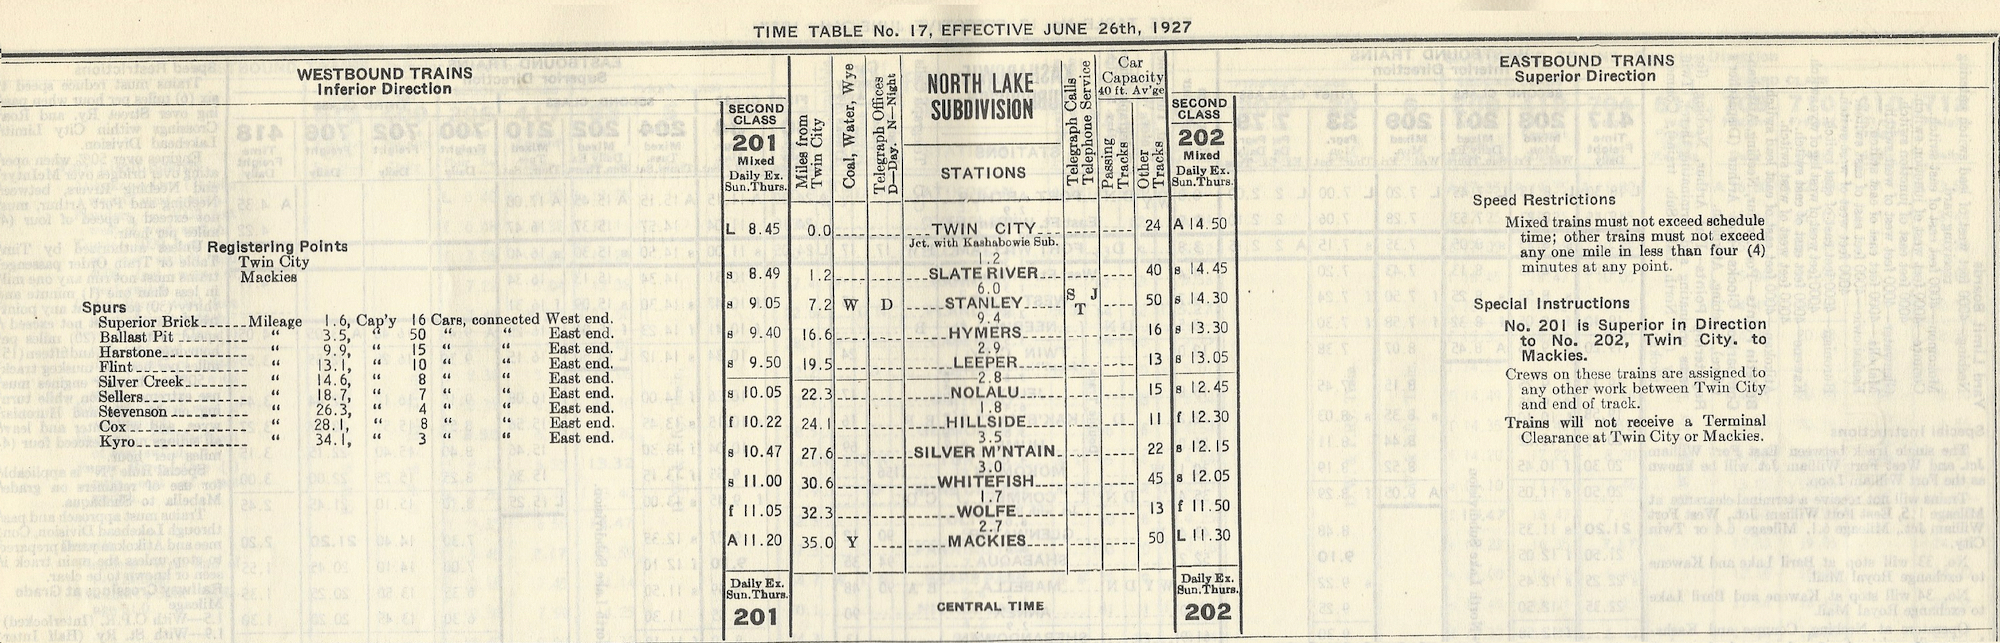 TIME TABLE No. 17, EFFECTIVE JUNE 26th, 1927
WESTBOUND TRAINS
Inferior Direction
Registering Points
Twin City
Mackies
Spurs
Superior Brick Mileage 1.6, Cap'y 16 Cars, connected West end.
Ballast Pit “ 3.5, “ 50 “ “ East end.
Harstone “ 9.9, “ 15 “ “ East end.
Flint “ 13.1, “ 10 “ “ East end.
Silver Creek “ 14.6, “ 8 “ “ East end.
Sellers “ 18.7, “ 7 “ “ East end.
Stevenson “ 26.3, “ 4 “ “ East end.
Cox “ 28.1, “ 8 “ “ East end.
Kyro “ 34.1, “ 3 “ “ East end.
SECOND CLASS
201
Mixed
Daily Ex. Sun.Thurs.
Miles from Twin City
Coal, Water, Wye
Telegraph Offices D—Day. N—Night
NORTH LAKE SUBDIVISION
STATIONS
Telegraph Calls Telephone Service
Car Capacity 40 ft. Av'ge
Passing Tracks
Other Tracks
SECOND CLASS
202
Mixed
Daily Ex. Sun.Thurs.
L 8.45 0.0 TWIN CITY 24 A 14.50
Jct. with Kashabowie Sub.
1.2
s 8.49 1.2 SLATE RIVER 40 s 14.45
6.0
s 9.05 7.2 W D STANLEY S T J 50 s 14.30
9.4
s 9.40 16.6 HYMERS 16 s 13.30
2.9
s 9.50 19.5 LEEPER 13 s 13.05
2.8
s 10.05 22.3 NOLALU 15 s 12.45
1.8
f 10.22 24.1 HILLSIDE 11 f 12.30
3.5
s 10.47 27.6 SILVER M'NTAIN 22 s 12.15
3.0
s 11.00 30.6 WHITEFISH 45 s 12.05
1.7
f 11.05 32.3 WOLFE 13 f 11.50
2.7
A 11.20 35.0 Y MACKIES 50 L 11.30
Daily Ex. Sun.Thurs.
201
CENTRAL TIME
Daily Ex. Sun.Thurs.
202
EASTBOUND TRAINS
Superior Direction
Speed Restrictions
Mixed trains must not exceed schedule
time; other trains must not exceed
any one mile in less than four (4)
minutes at any point.
Special Instructions
No. 201 is Superior in Direction
to No. 202, Twin City. to
Mackies.
Crews on these trains are assigned to
any other work between Twin City
and end of track.
Trains will not receive a Terminal
Clearance at Twin City or Mackies.